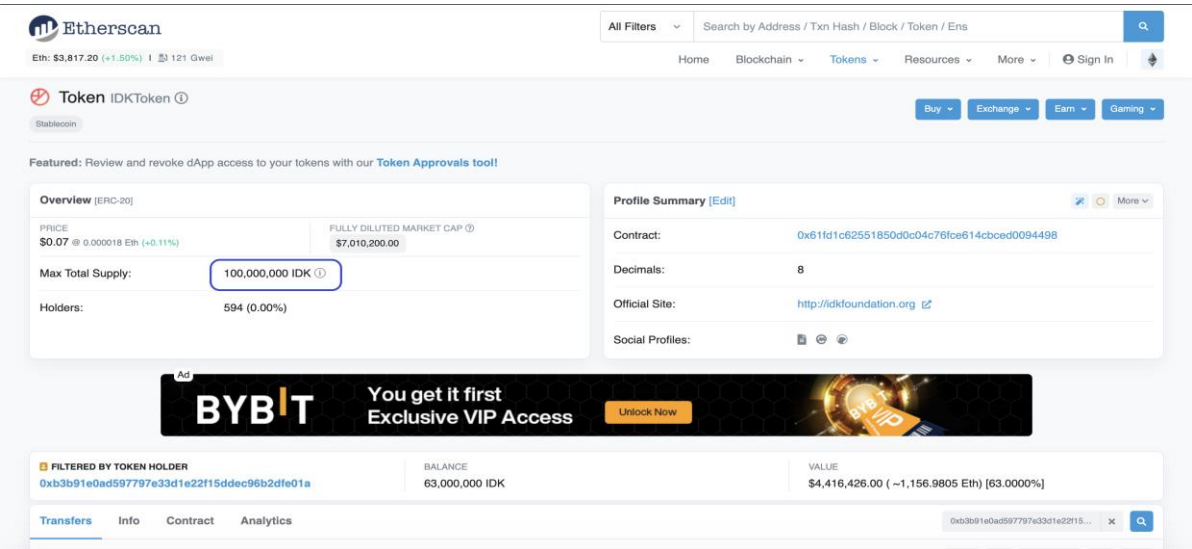 Etherscan
All Filters Search by Address / Txn Hash / Block / Token / Ens
Eth: $3,817.20 (+1.50%) | 121 Gwei
Home Blockchain Tokens Resources More Sign In
Token IDKToken
Buy Exchange Earn Gaming
Stablecoin
Featured: Review and revoke dApp access to your tokens with our Token Approvals tool!
Overview [ERC-20]
PRICE
$0.07 @ 0.000018 Eth (+0.11%)
FULLY DILUTED MARKET CAP
$7,010,200.00
Max Total Supply: 100,000,000 IDK
Holders: 594 (0.00%)
Profile Summary [Edit]
More
Contract: 0x61fd1c62551850d0c04c76fce614cbced0094498
Decimals: 8
Official Site: http://idkfoundation.org
Social Profiles:
Ad
BYBIT
You get it first
Exclusive VIP Access
Unlock Now
BYBIT
VIP
FILTERED BY TOKEN HOLDER
0xb3b91e0ad597797e33d1e22f15ddec96b2dfe01a
BALANCE
63,000,000 IDK
VALUE
$4,416,426.00 ( ~1,156.9805 Eth) [63.0000%]
Transfers Info Contract Analytics
0xb3b91e0ad597797e33d1e22f15...